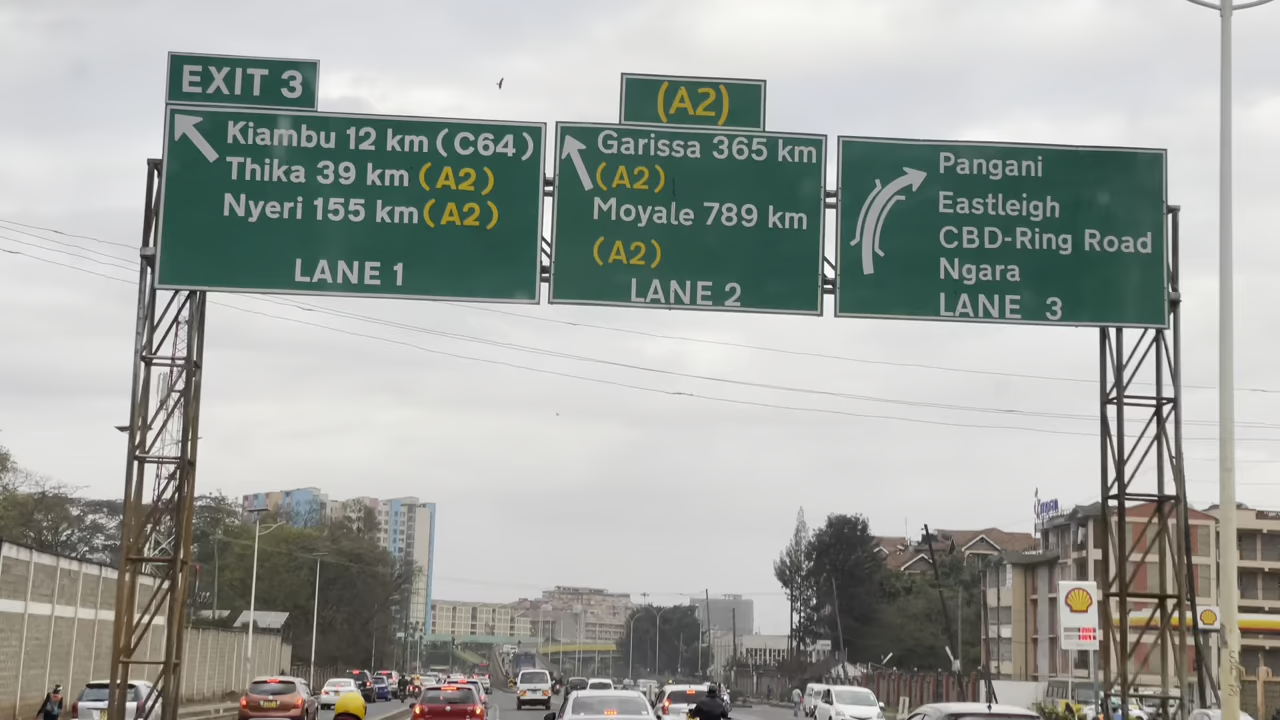 EXIT 3
Kiambu 12 km (C64)
Thika 39 km (A2)
Nyeri 155 km (A2)
LANE 1
(A2)
Garissa 365 km
(A2)
Moyale 789 km
(A2)
LANE 2
Pangani
Eastleigh
CBD-Ring Road
Ngara
LANE 3